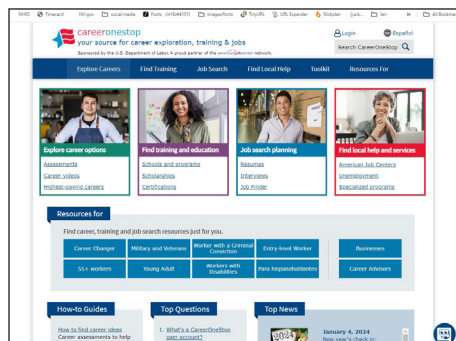 NHES Timecard NH.gov social media Images/fonts TinyURL URL Expander Slidoplan Jan All Bookmar
careeronestop
your source for career exploration, training & jobs
Sponsored by the U.S. Department of Labor. A proud partner of the network.
Login Español
Search CareerOneStop
Explore Careers Find Training Job Search Find Local Help Toolkit Resources For
Explore career options Find training and education Job search planning Find local help and services
Assessments Schools and programs Resumes American Job Centers
Career videos Scholarships Interviews Unemployment
Highest-paying careers Certifications Job Finder Specialized programs
Resources for
Find career, training and job search resources just for you.
Career Changer Military and Veterans Worker with a Criminal Conviction Entry-level Worker Businesses
55+ workers Young Adult Workers with Disabilities Para hispanohablantes Career Advisors
How-to Guides Top Questions Top News
How to find career ideas 1. What's a CareerOneStop January 4, 2024
Career assessments to help user account? New year's check in:
2024